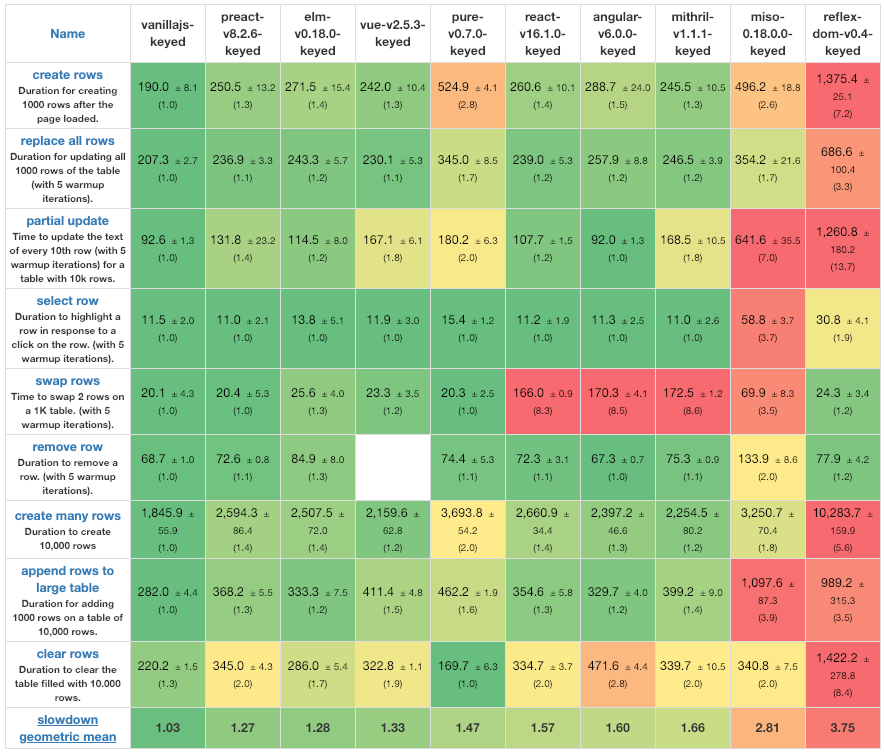 Name vanillajs-keyed preact-v8.2.6-keyed elm-v0.18.0-keyed vue-v2.5.3-keyed pure-v0.7.0-keyed react-v16.1.0-keyed angular-v6.0.0-keyed mithril-v1.1.1-keyed miso-0.18.0.0-keyed reflex-dom-v0.4-keyed
create rows
Duration for creating
1000 rows after the
page loaded.
190.0 ± 8.1 250.5 ± 13.2 271.5 ± 15.4 242.0 ± 10.4 524.9 ± 4.1 260.6 ± 10.1 288.7 ± 24.0 245.5 ± 10.5 496.2 ± 18.8 1,375.4 ± 25.1
(1.0) (1.3) (1.4) (1.3) (2.8) (1.4) (1.5) (1.3) (2.6) (7.2)
replace all rows
Duration for updating all
1000 rows of the table
(with 5 warmup
iterations).
207.3 ± 2.7 236.9 ± 3.3 243.3 ± 5.7 230.1 ± 5.3 345.0 ± 8.5 239.0 ± 5.3 257.9 ± 8.8 246.5 ± 3.9 354.2 ± 21.6 686.6 ± 100.4
(1.0) (1.1) (1.2) (1.1) (1.7) (1.2) (1.2) (1.2) (1.7) (3.3)
partial update
Time to update the text
of every 10th row (with 5
warmup iterations) for a
table with 10k rows.
92.6 ± 1.3 131.8 ± 23.2 114.5 ± 8.0 167.1 ± 6.1 180.2 ± 6.3 107.7 ± 1.5 92.0 ± 1.3 168.5 ± 10.5 641.6 ± 35.5 1,260.8 ± 180.2
(1.0) (1.4) (1.2) (1.8) (2.0) (1.2) (1.0) (1.8) (7.0) (13.7)
select row
Duration to highlight a
row in response to a
click on the row. (with 5
warmup iterations).
11.5 ± 2.0 11.0 ± 2.1 13.8 ± 5.1 11.9 ± 3.0 15.4 ± 1.2 11.2 ± 1.9 11.3 ± 2.5 11.0 ± 2.6 58.8 ± 3.7 30.8 ± 4.1
(1.0) (1.0) (1.0) (1.0) (1.0) (1.0) (1.0) (1.0) (3.7) (1.9)
swap rows
Time to swap 2 rows on
a 1K table. (with 5
warmup iterations).
20.1 ± 4.3 20.4 ± 5.3 25.6 ± 4.0 23.3 ± 3.5 20.3 ± 2.5 166.0 ± 0.9 170.3 ± 4.1 172.5 ± 1.2 69.9 ± 8.3 24.3 ± 3.4
(1.0) (1.0) (1.3) (1.2) (1.0) (8.3) (8.5) (8.6) (3.5) (1.2)
remove row
Duration to remove a
row. (with 5 warmup
iterations).
68.7 ± 1.0 72.6 ± 0.8 84.9 ± 8.0 74.4 ± 5.3 72.3 ± 3.1 67.3 ± 0.7 75.3 ± 0.9 133.9 ± 8.6 77.9 ± 4.2
(1.0) (1.1) (1.3) (1.1) (1.1) (1.0) (1.1) (2.0) (1.2)
create many rows
Duration to create
10,000 rows
1,845.9 ± 55.9 2,594.3 ± 86.4 2,507.5 ± 72.0 2,159.6 ± 62.8 3,693.8 ± 54.2 2,660.9 ± 34.4 2,397.2 ± 46.6 2,254.5 ± 80.2 3,250.7 ± 70.4 10,283.7 ± 159.9
(1.0) (1.4) (1.4) (1.2) (2.0) (1.4) (1.3) (1.2) (1.8) (5.6)
append rows to
large table
Duration for adding
1000 rows on a table of
10,000 rows.
282.0 ± 4.4 368.2 ± 5.5 333.3 ± 7.5 411.4 ± 4.8 462.2 ± 1.9 354.6 ± 5.8 329.7 ± 4.0 399.2 ± 9.0 1,097.6 ± 87.3 989.2 ± 315.3
(1.0) (1.3) (1.2) (1.5) (1.6) (1.3) (1.2) (1.4) (3.9) (3.5)
clear rows
Duration to clear the
table filled with 10.000
rows.
220.2 ± 1.5 345.0 ± 4.3 286.0 ± 5.4 322.8 ± 1.1 169.7 ± 6.3 334.7 ± 3.7 471.6 ± 4.4 339.7 ± 10.5 340.8 ± 7.5 1,422.2 ± 278.8
(1.3) (2.0) (1.7) (1.9) (1.0) (2.0) (2.8) (2.0) (2.0) (8.4)
slowdown
geometric mean
1.03 1.27 1.28 1.33 1.47 1.57 1.60 1.66 2.81 3.75